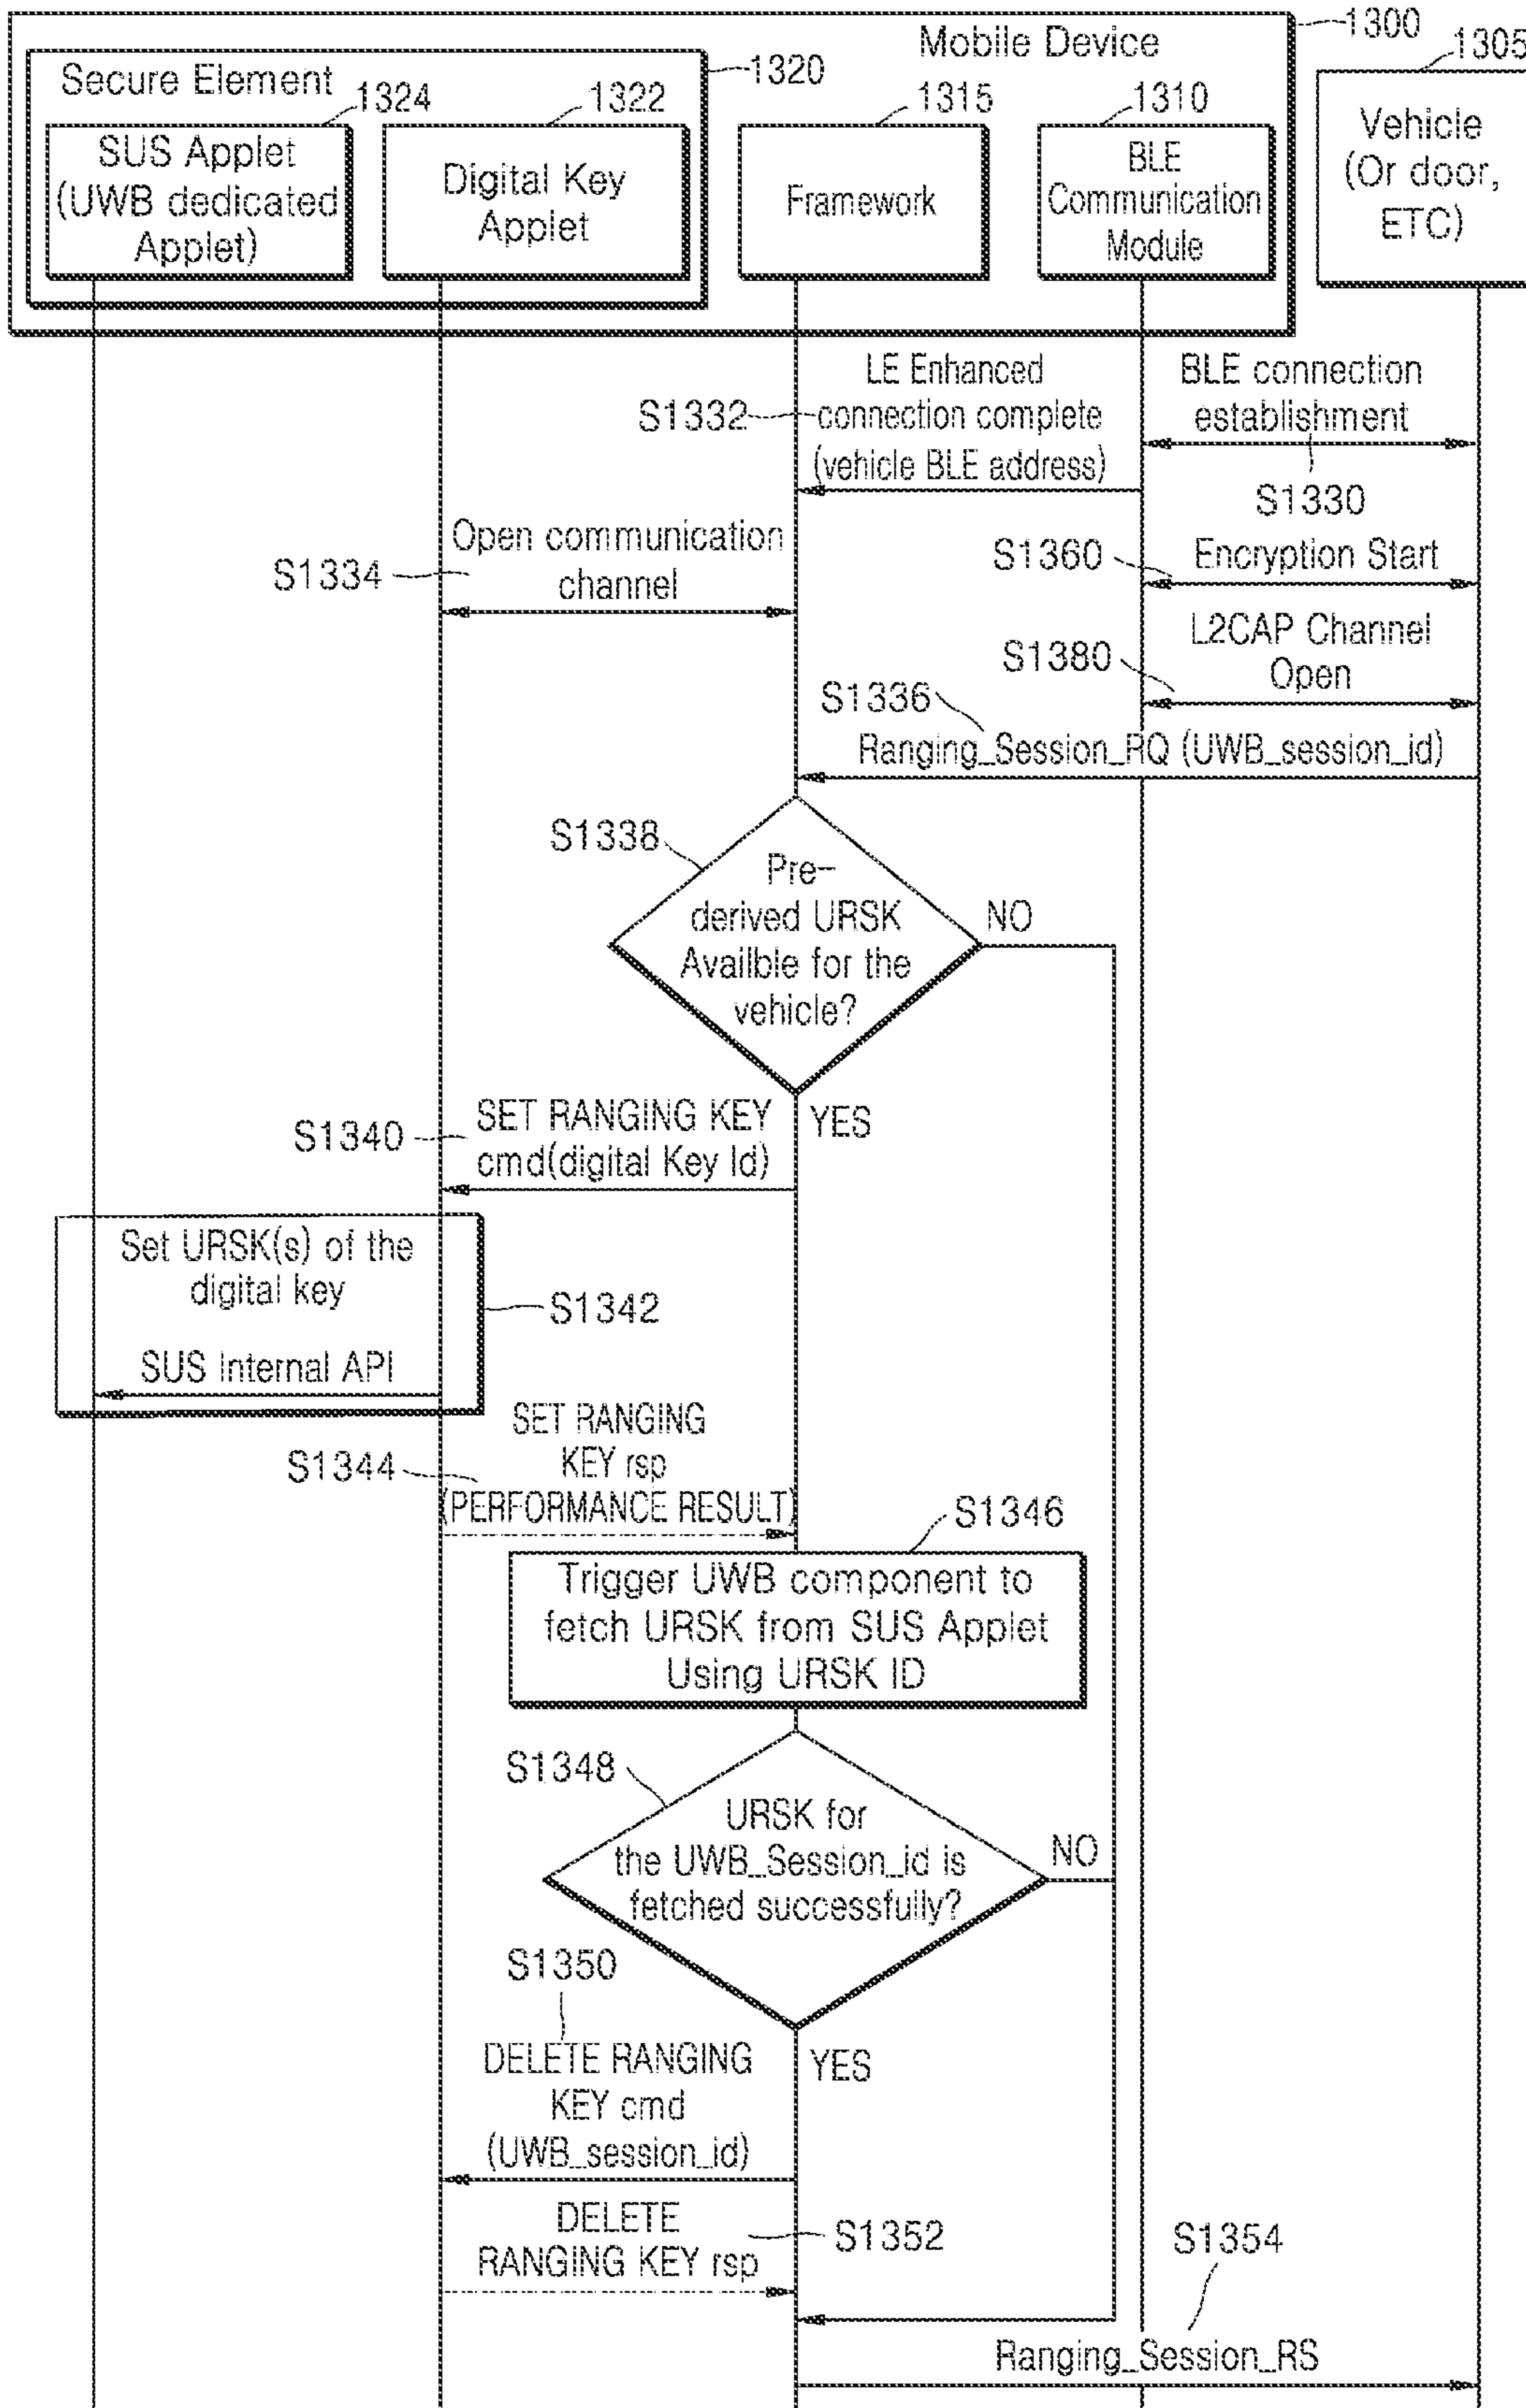 1300
Mobile Device
1305
Secure Element
1320
1324
1322
1315
1310
SUS Applet
(UWB dedicated
Applet)
Digital Key
Applet
Framework
BLE
Communication
Module
Vehicle
(Or door,
ETC)
LE Enhanced
connection complete
(vehicle BLE address)
S1332
BLE connection
establishment
S1330
Open communication
channel
S1334
S1360
Encryption Start
L2CAP Channel
Open
S1380
S1336
Ranging_Session_RQ (UWB_session_id)
S1338
Pre-
derived URSK
Availble for the
vehicle?
NO
YES
S1340
SET RANGING KEY
cmd(digital Key Id)
Set URSK(s) of the
digital key
S1342
SUS Internal API
SET RANGING
KEY rsp
(PERFORMANCE RESULT)
S1344
S1346
Trigger UWB component to
fetch URSK from SUS Applet
Using URSK ID
S1348
URSK for
the UWB_Session_id is
fetched successfully?
NO
YES
S1350
DELETE RANGING
KEY cmd
(UWB_session_id)
DELETE
RANGING KEY rsp
S1352
S1354
Ranging_Session_RS